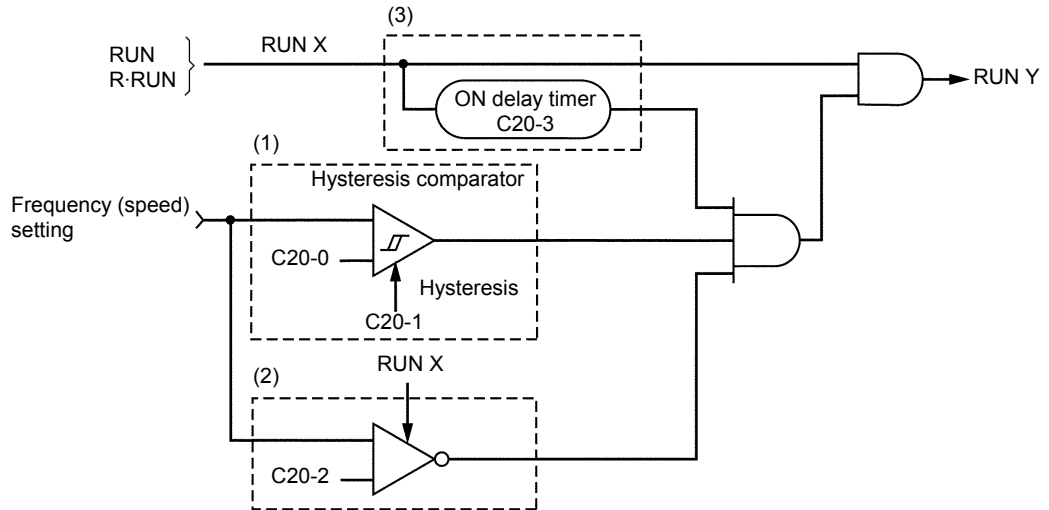 (3)
RUN
R·RUN
RUN X
RUN Y
ON delay timer
C20-3
(1)
Hysteresis comparator
Frequency (speed)
setting
C20-0
Hysteresis
C20-1
RUN X
(2)
C20-2